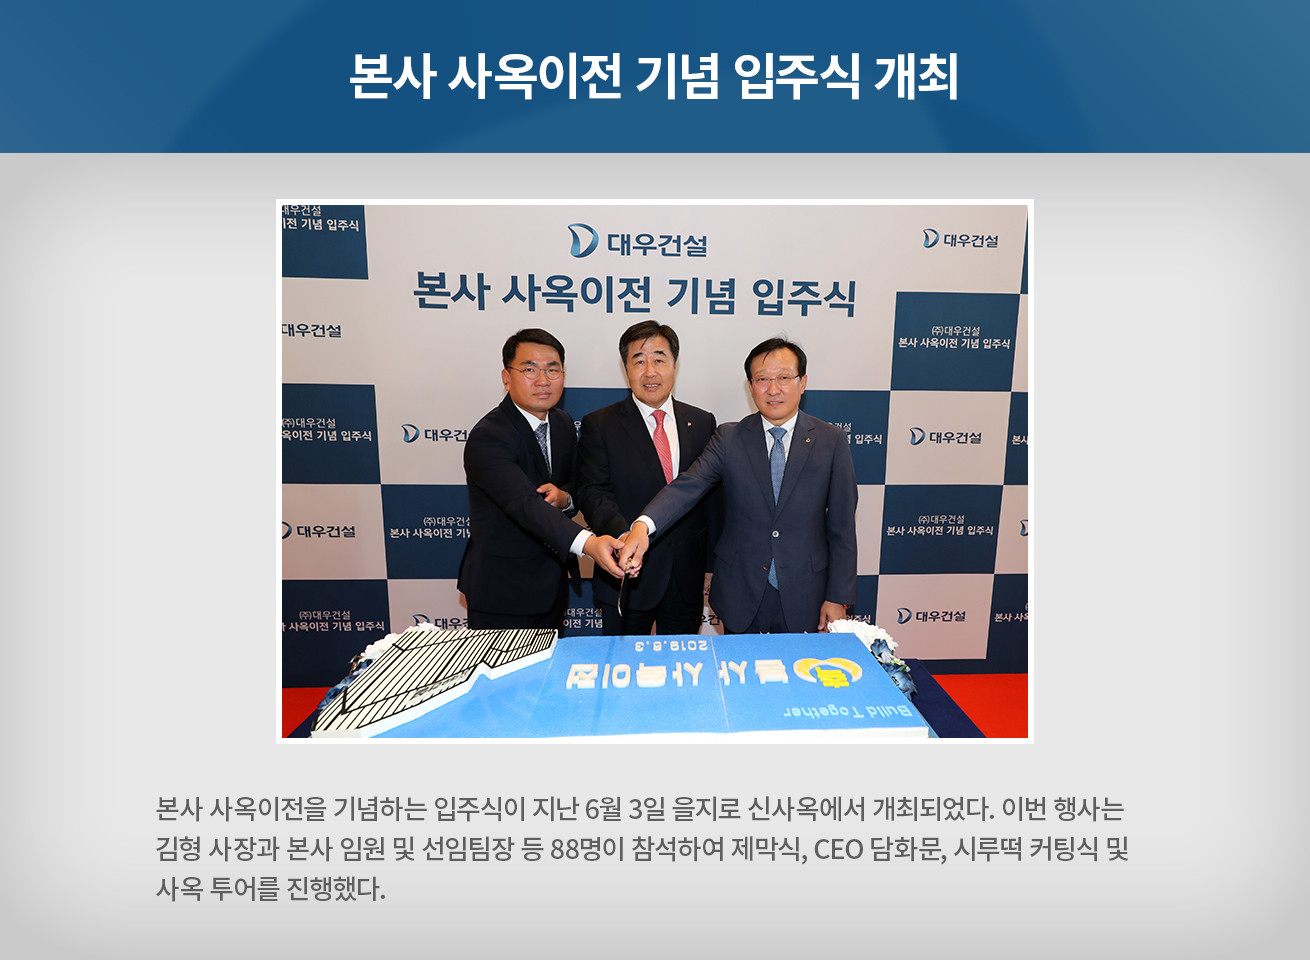 본사 사옥이전 기념 입주식 개최
대우건설
이전 기념 입주식
대우건설
본사 사옥이전 기념 입주식
대우건설
대우건설
(주)대우건설
본사 사옥이전 기념 입주식
(주)대우건설
옥이전 기념 입주식
대우건
대우건설
대우건설
(주)대우건설
본사 사옥이전 기념
(주)대우건설
본사 사옥이전 기념 입주식
(주)대우건설
사옥이전 기념 입주식
대우건설
2019.6.3
축 본사 사옥이전
Build Together
본사 사옥이전을 기념하는 입주식이 지난 6월 3일 을지로 신사옥에서 개최되었다. 이번 행사는
김형 사장과 본사 임원 및 선임팀장 등 88명이 참석하여 제막식, CEO 담화문, 시루떡 커팅식 및
사옥 투어를 진행했다.